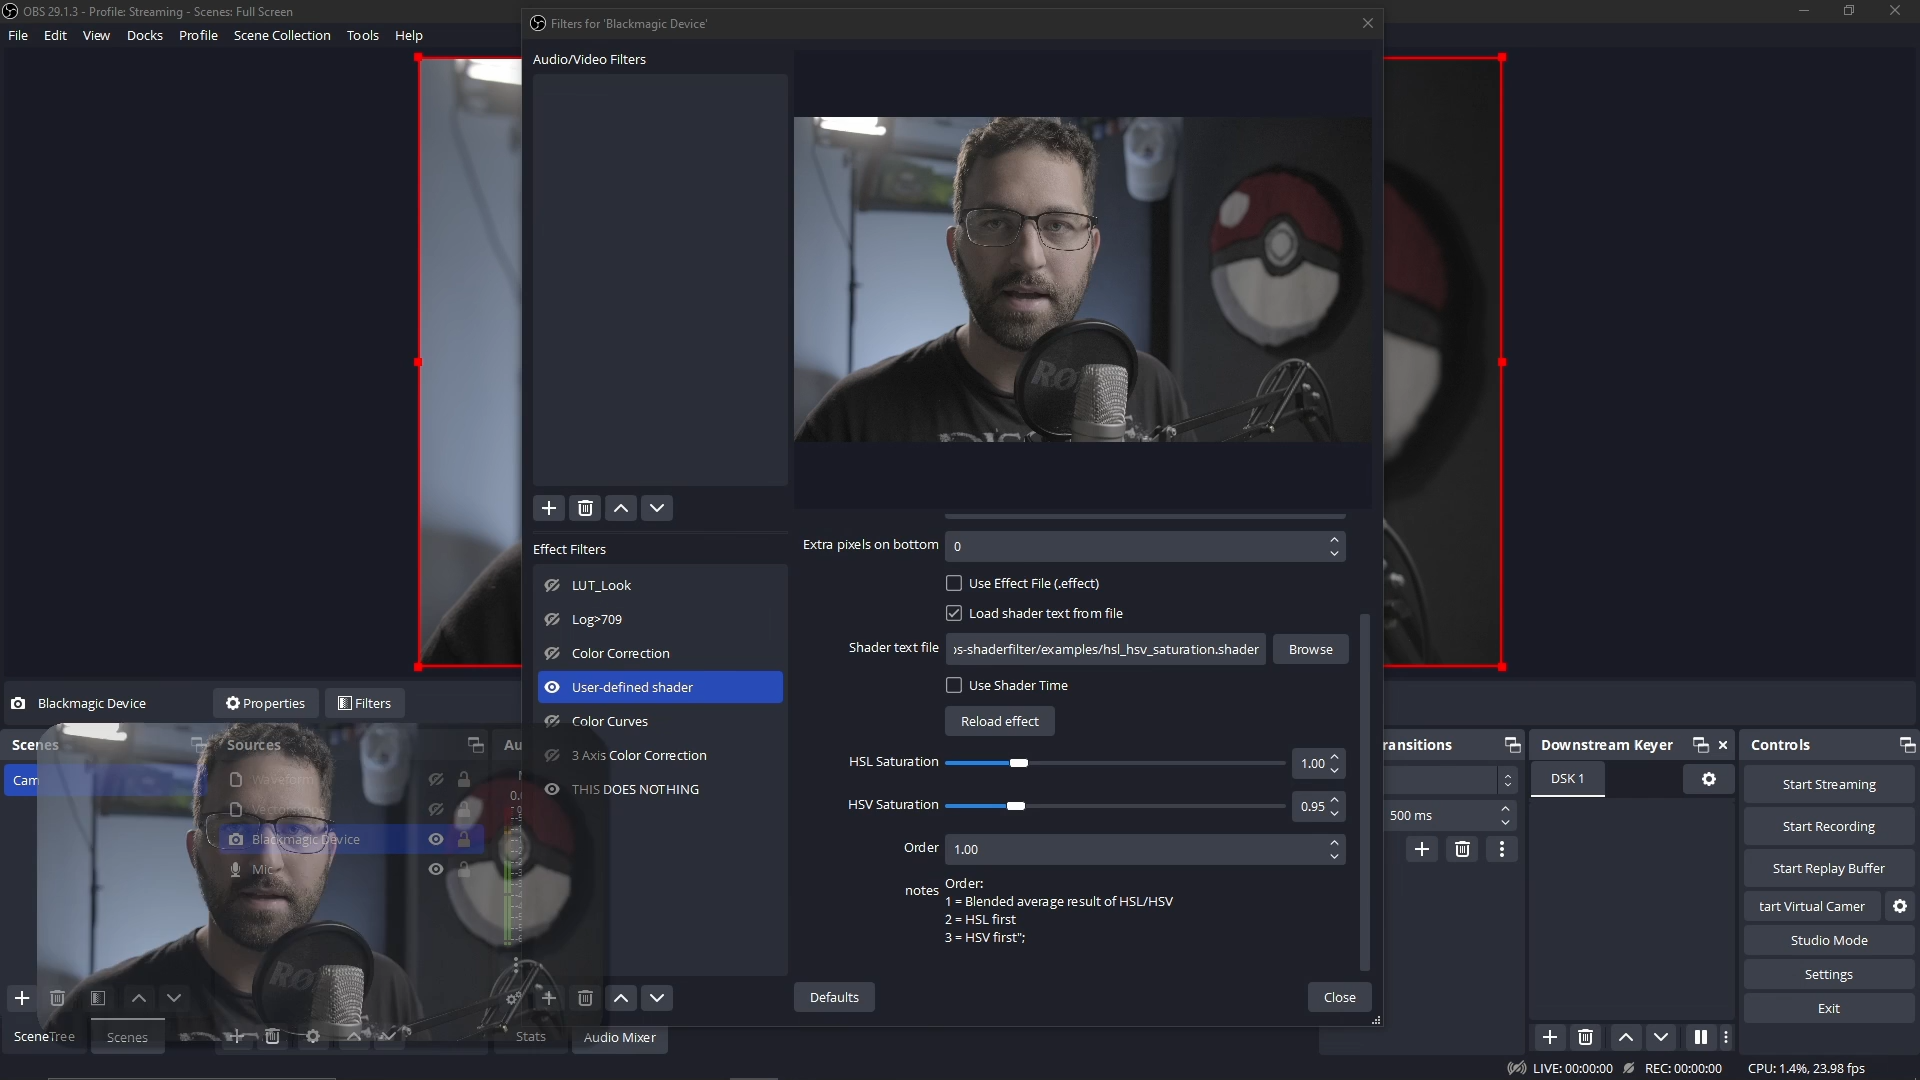 OBS 29.1.3 - Profile: Streaming - Scenes: Full Screen
File Edit View Docks Profile Scene Collection Tools Help
Filters for 'Blackmagic Device'
Audio/Video Filters
Effect Filters
LUT_Look
Log>709
Color Correction
User-defined shader
Color Curves
3 Axis Color Correction
THIS DOES NOTHING
Extra pixels on bottom 0
Use Effect File (.effect)
Load shader text from file
Shader text file os-shaderfilter/examples/hsl_hsv_saturation.shader Browse
Use Shader Time
Reload effect
HSL Saturation 1.00
HSV Saturation 0.95
Order 1.00
notes Order:
1 = Blended average result of HSL/HSV
2 = HSL first
3 = HSV first";
Defaults Close
Blackmagic Device Properties Filters
Scenes
Cam
SceneTree Scenes
Sources
Waveform
Blackmagic Device
Mic
Au
0.
Stats Audio Mixer
ransitions
500 ms
Downstream Keyer
DSK 1
Controls
Start Streaming
Start Recording
Start Replay Buffer
tart Virtual Camer
Studio Mode
Settings
Exit
LIVE: 00:00:00 REC: 00:00:00 CPU: 1.4%, 23.98 fps